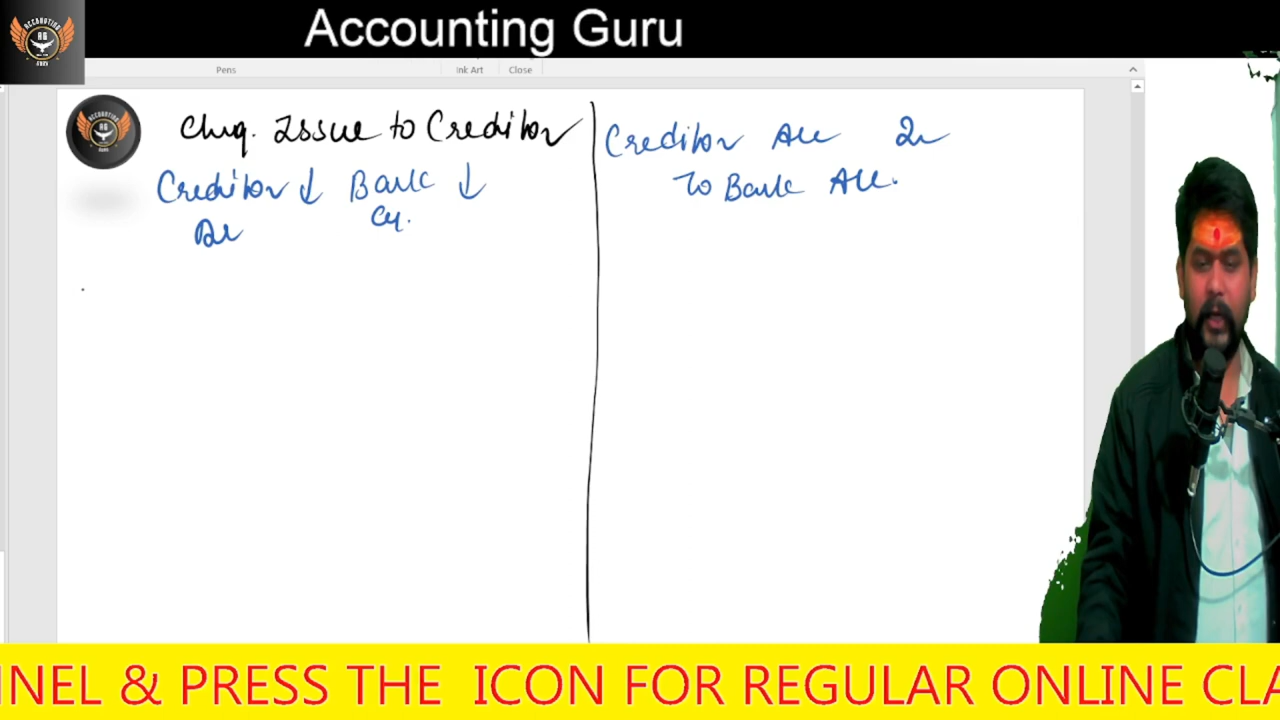 Accounting Guru
Pens
Ink Art
Close
Chq. Issue to Creditor
Creditor ↓ Bank ↓
Dr Cr.
Creditor A/c Dr
To Bank A/c.
NNEL & PRESS THE ICON FOR REGULAR ONLINE CLA